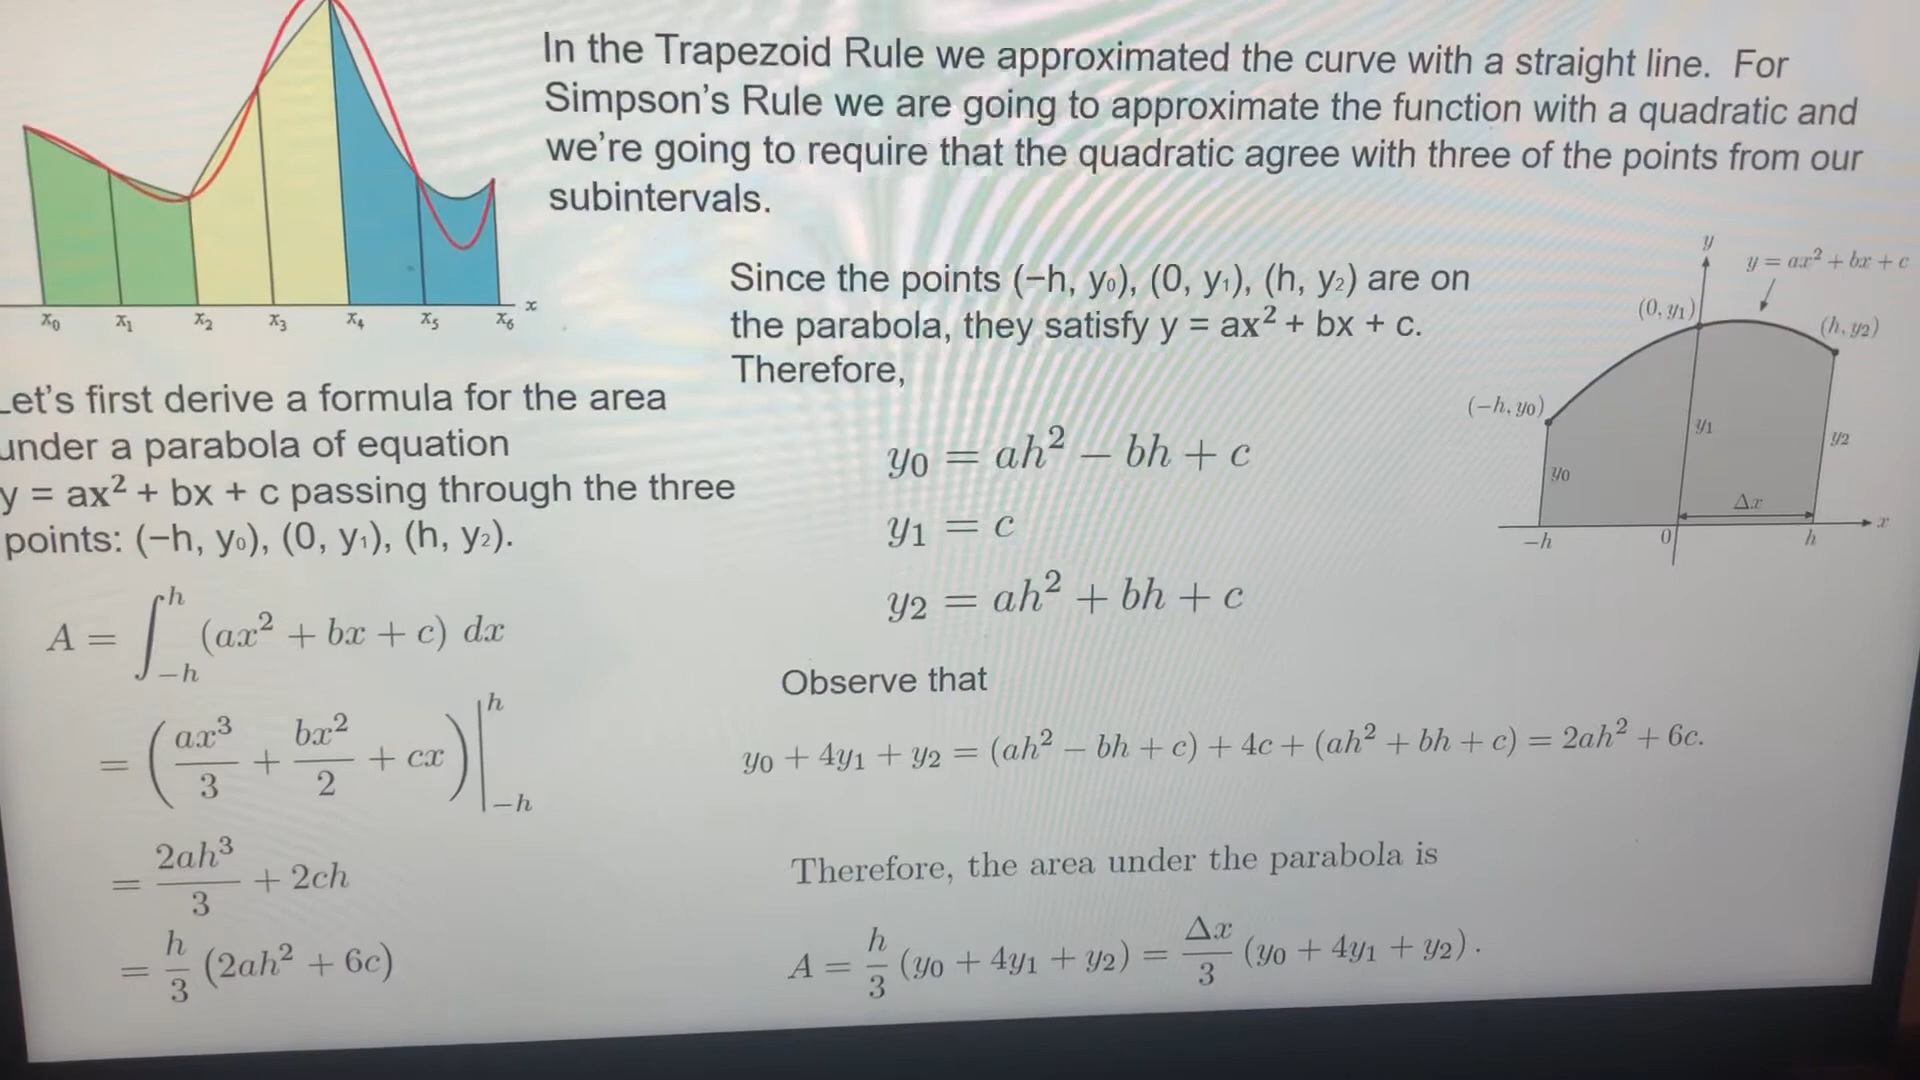 In the Trapezoid Rule we approximated the curve with a straight line. For
Simpson's Rule we are going to approximate the function with a quadratic and
we're going to require that the quadratic agree with three of the points from our
subintervals.
x₀ x₁ x₂ x₃ x₄ x₅ x₆ x
Let's first derive a formula for the area
under a parabola of equation
y = ax² + bx + c passing through the three
points: (−h, y₀), (0, y₁), (h, y₂).
A = ∫_{−h}^{h} (ax² + bx + c) dx
= (ax³/3 + bx²/2 + cx)|_{−h}^{h}
= 2ah³/3 + 2ch
= h/3 (2ah² + 6c)
Since the points (−h, y₀), (0, y₁), (h, y₂) are on
the parabola, they satisfy y = ax² + bx + c.
Therefore,
y₀ = ah² − bh + c
y₁ = c
y₂ = ah² + bh + c
y
y = ax² + bx + c
(0, y₁)
(h, y₂)
(−h, y₀)
y₁
y₂
y₀
Δx
x
−h 0 h
Observe that
y₀ + 4y₁ + y₂ = (ah² − bh + c) + 4c + (ah² + bh + c) = 2ah² + 6c.
Therefore, the area under the parabola is
A = h/3 (y₀ + 4y₁ + y₂) = Δx/3 (y₀ + 4y₁ + y₂).